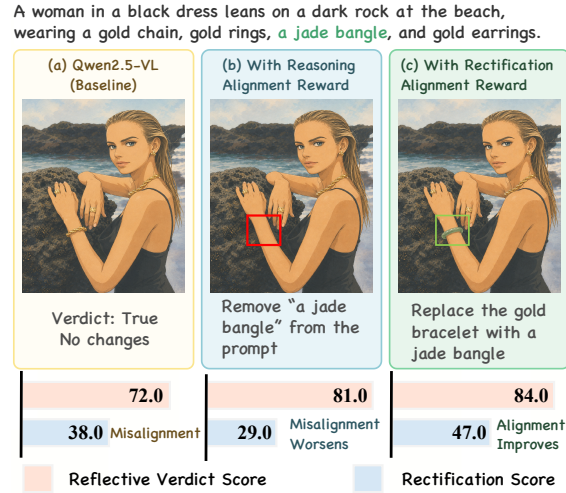 A woman in a black dress leans on a dark rock at the beach,
wearing a gold chain, gold rings, a jade bangle, and gold earrings.
(a) Qwen2.5-VL
(Baseline)
Verdict: True
No changes
(b) With Reasoning
Alignment Reward
Remove “a jade
bangle” from the
prompt
(c) With Rectification
Alignment Reward
Replace the gold
bracelet with a
jade bangle
72.0
38.0 Misalignment
81.0
29.0 Misalignment
Worsens
84.0
47.0 Alignment
Improves
Reflective Verdict Score
Rectification Score